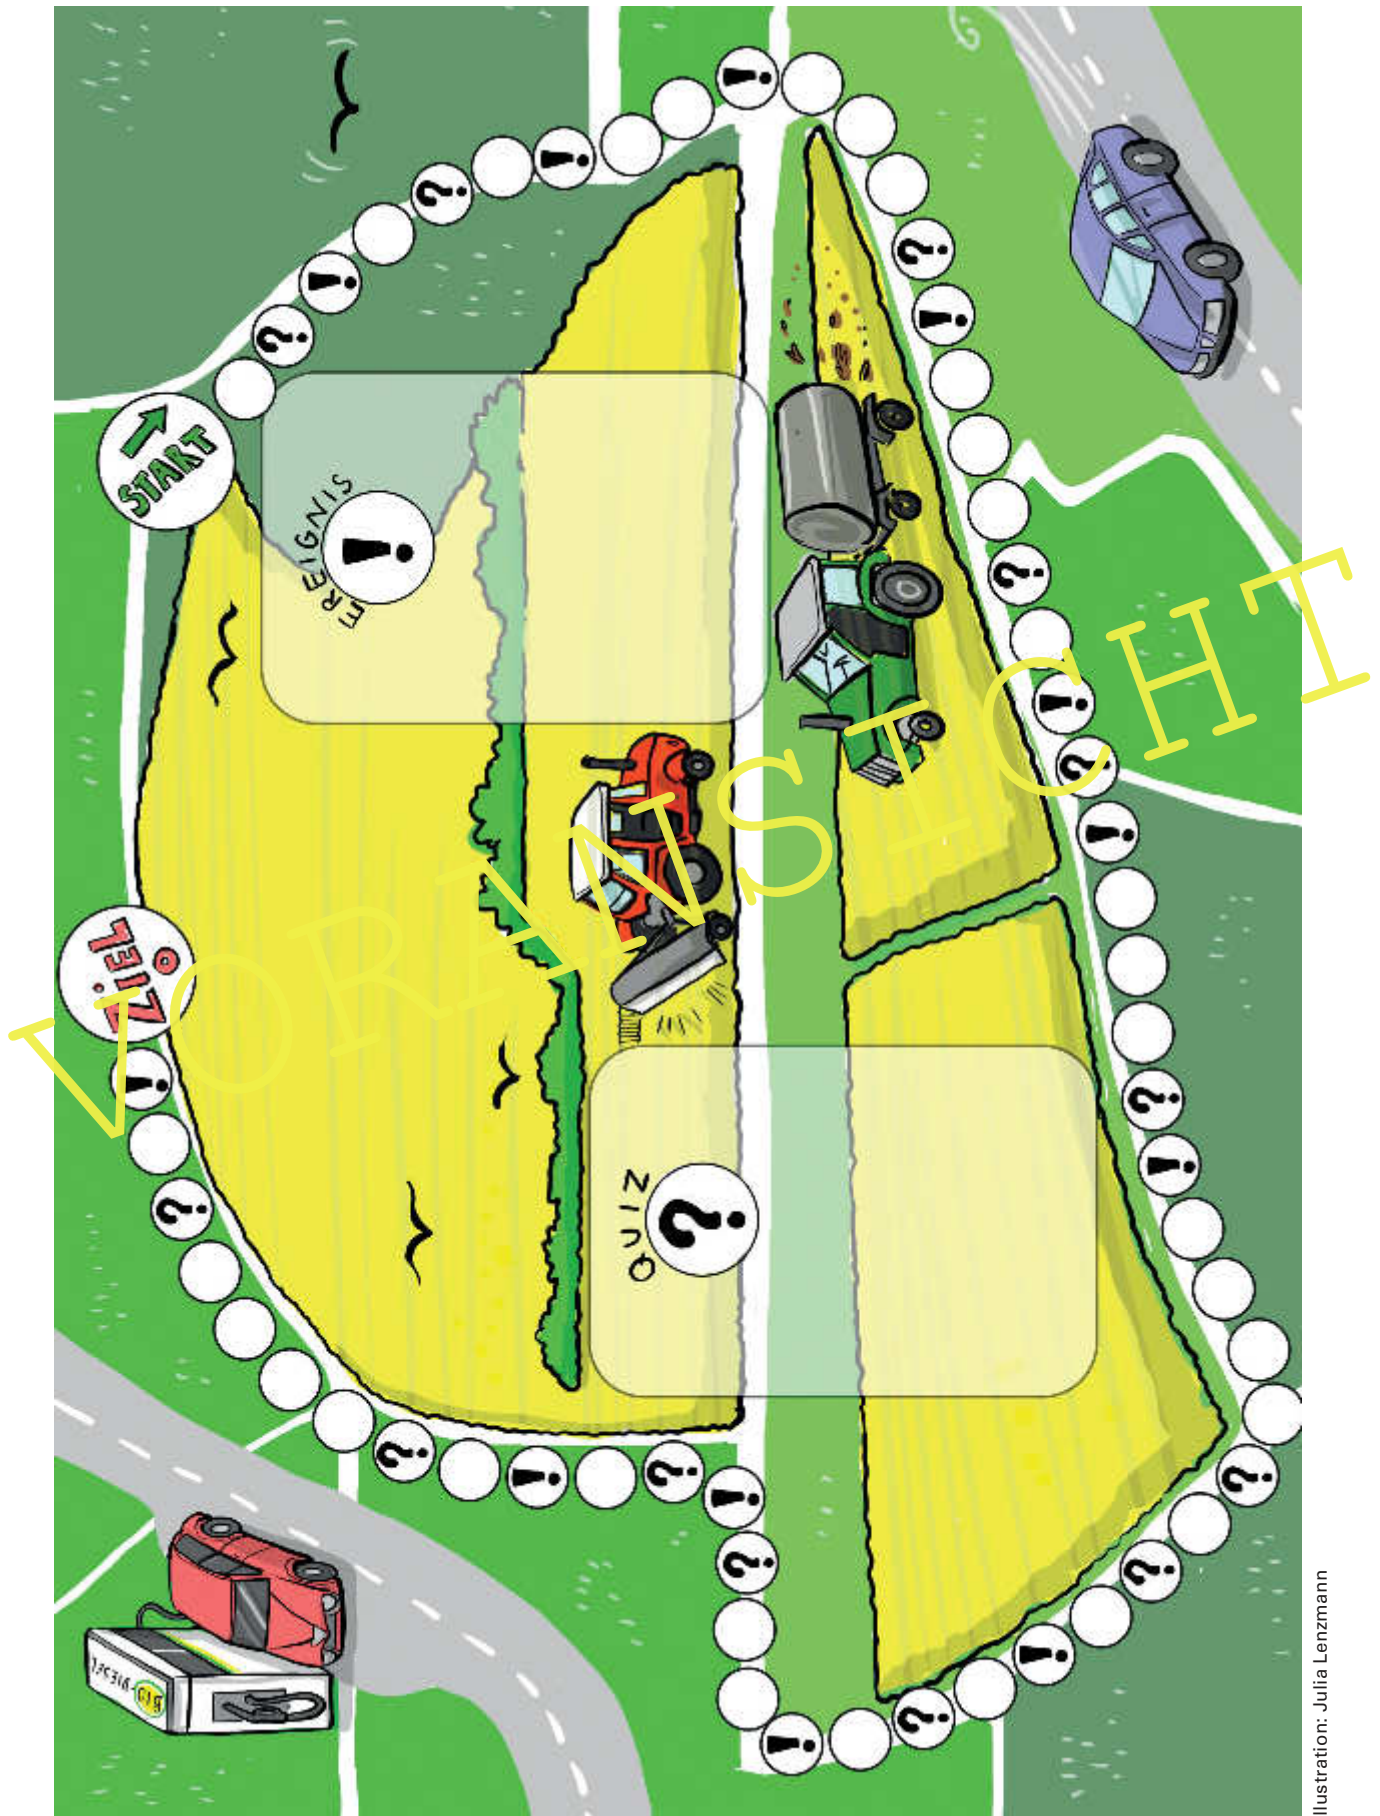 START
EREIGNIS
!
ZIEL
QUIZ
?
BIO-DIESEL
VORANSICHT
Illustration: Julia Lenzmann